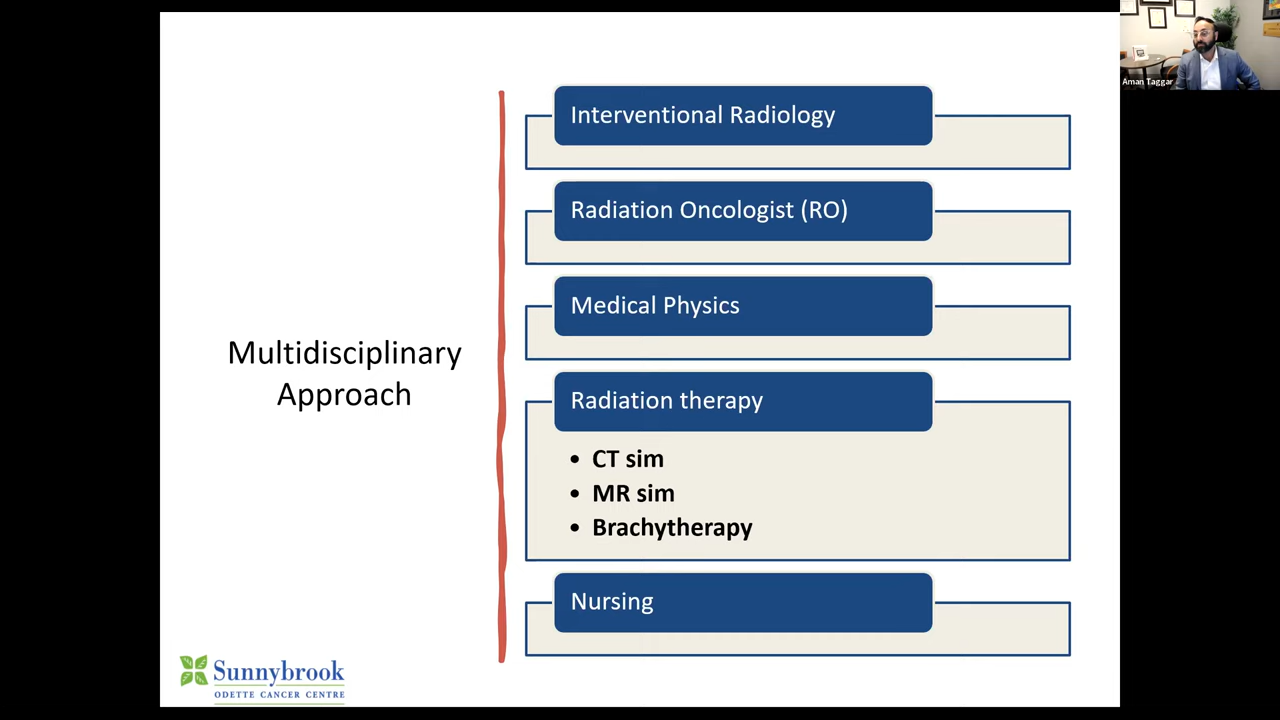 Aman Taggar
Multidisciplinary
Approach
Interventional Radiology
Radiation Oncologist (RO)
Medical Physics
Radiation therapy
• CT sim
• MR sim
• Brachytherapy
Nursing
Sunnybrook
ODETTE CANCER CENTRE